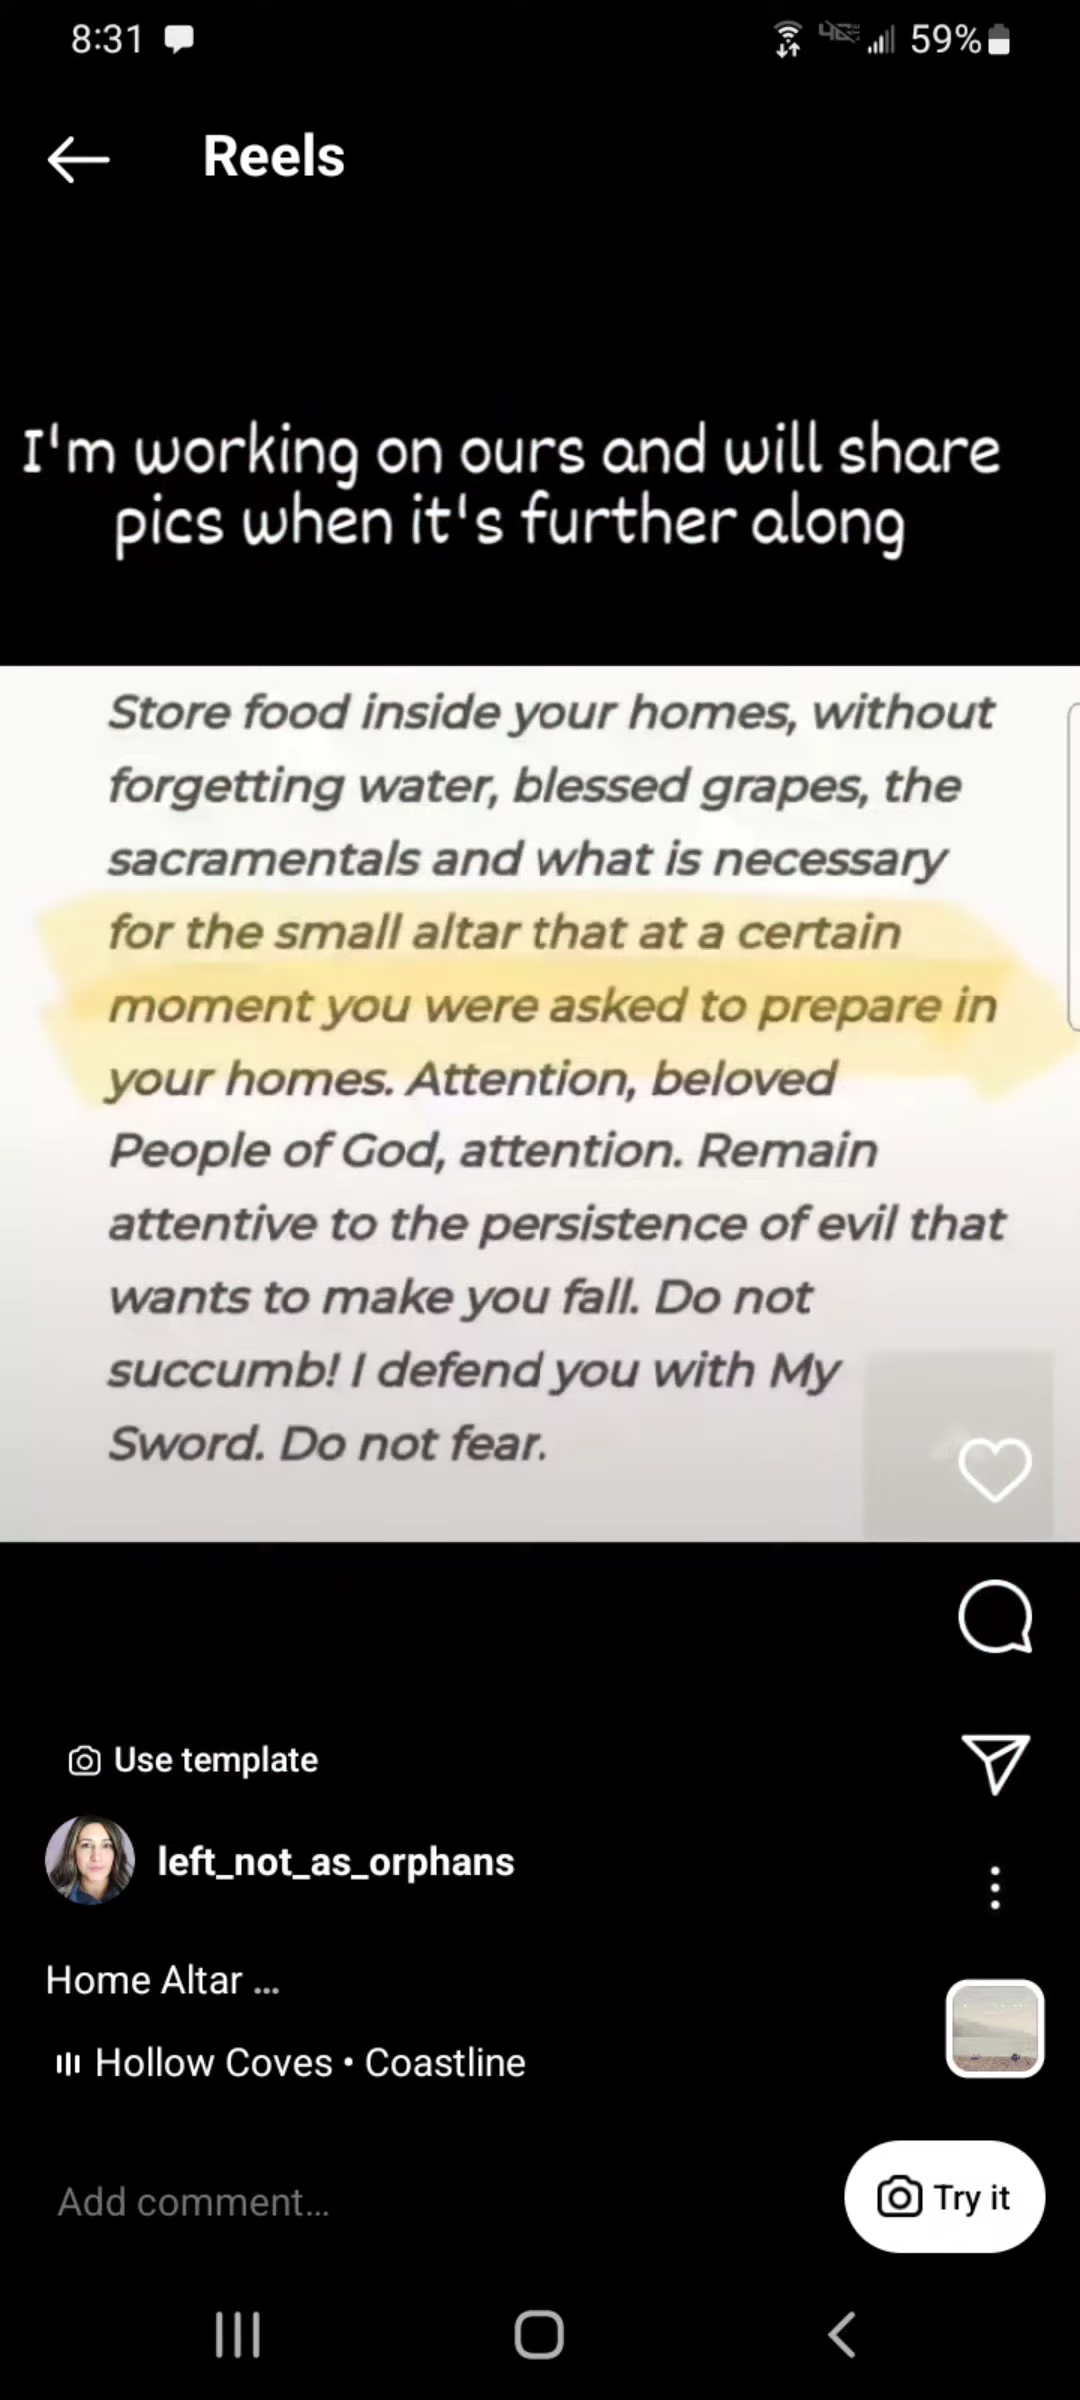 8:31
59%
Reels
I'm working on ours and will share
pics when it's further along
Store food inside your homes, without
forgetting water, blessed grapes, the
sacramentals and what is necessary
for the small altar that at a certain
moment you were asked to prepare in
your homes. Attention, beloved
People of God, attention. Remain
attentive to the persistence of evil that
wants to make you fall. Do not
succumb! I defend you with My
Sword. Do not fear.
Use template
left_not_as_orphans
Home Altar ...
Hollow Coves • Coastline
Add comment...
Try it